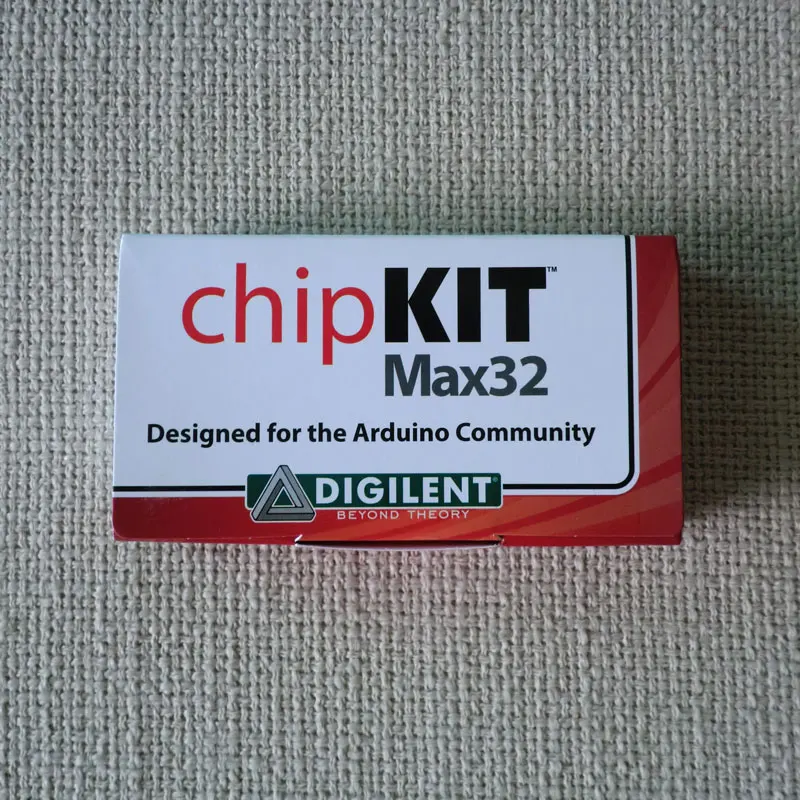 chipKIT™
Max32
Designed for the Arduino Community
DIGILENT®
BEYOND THEORY